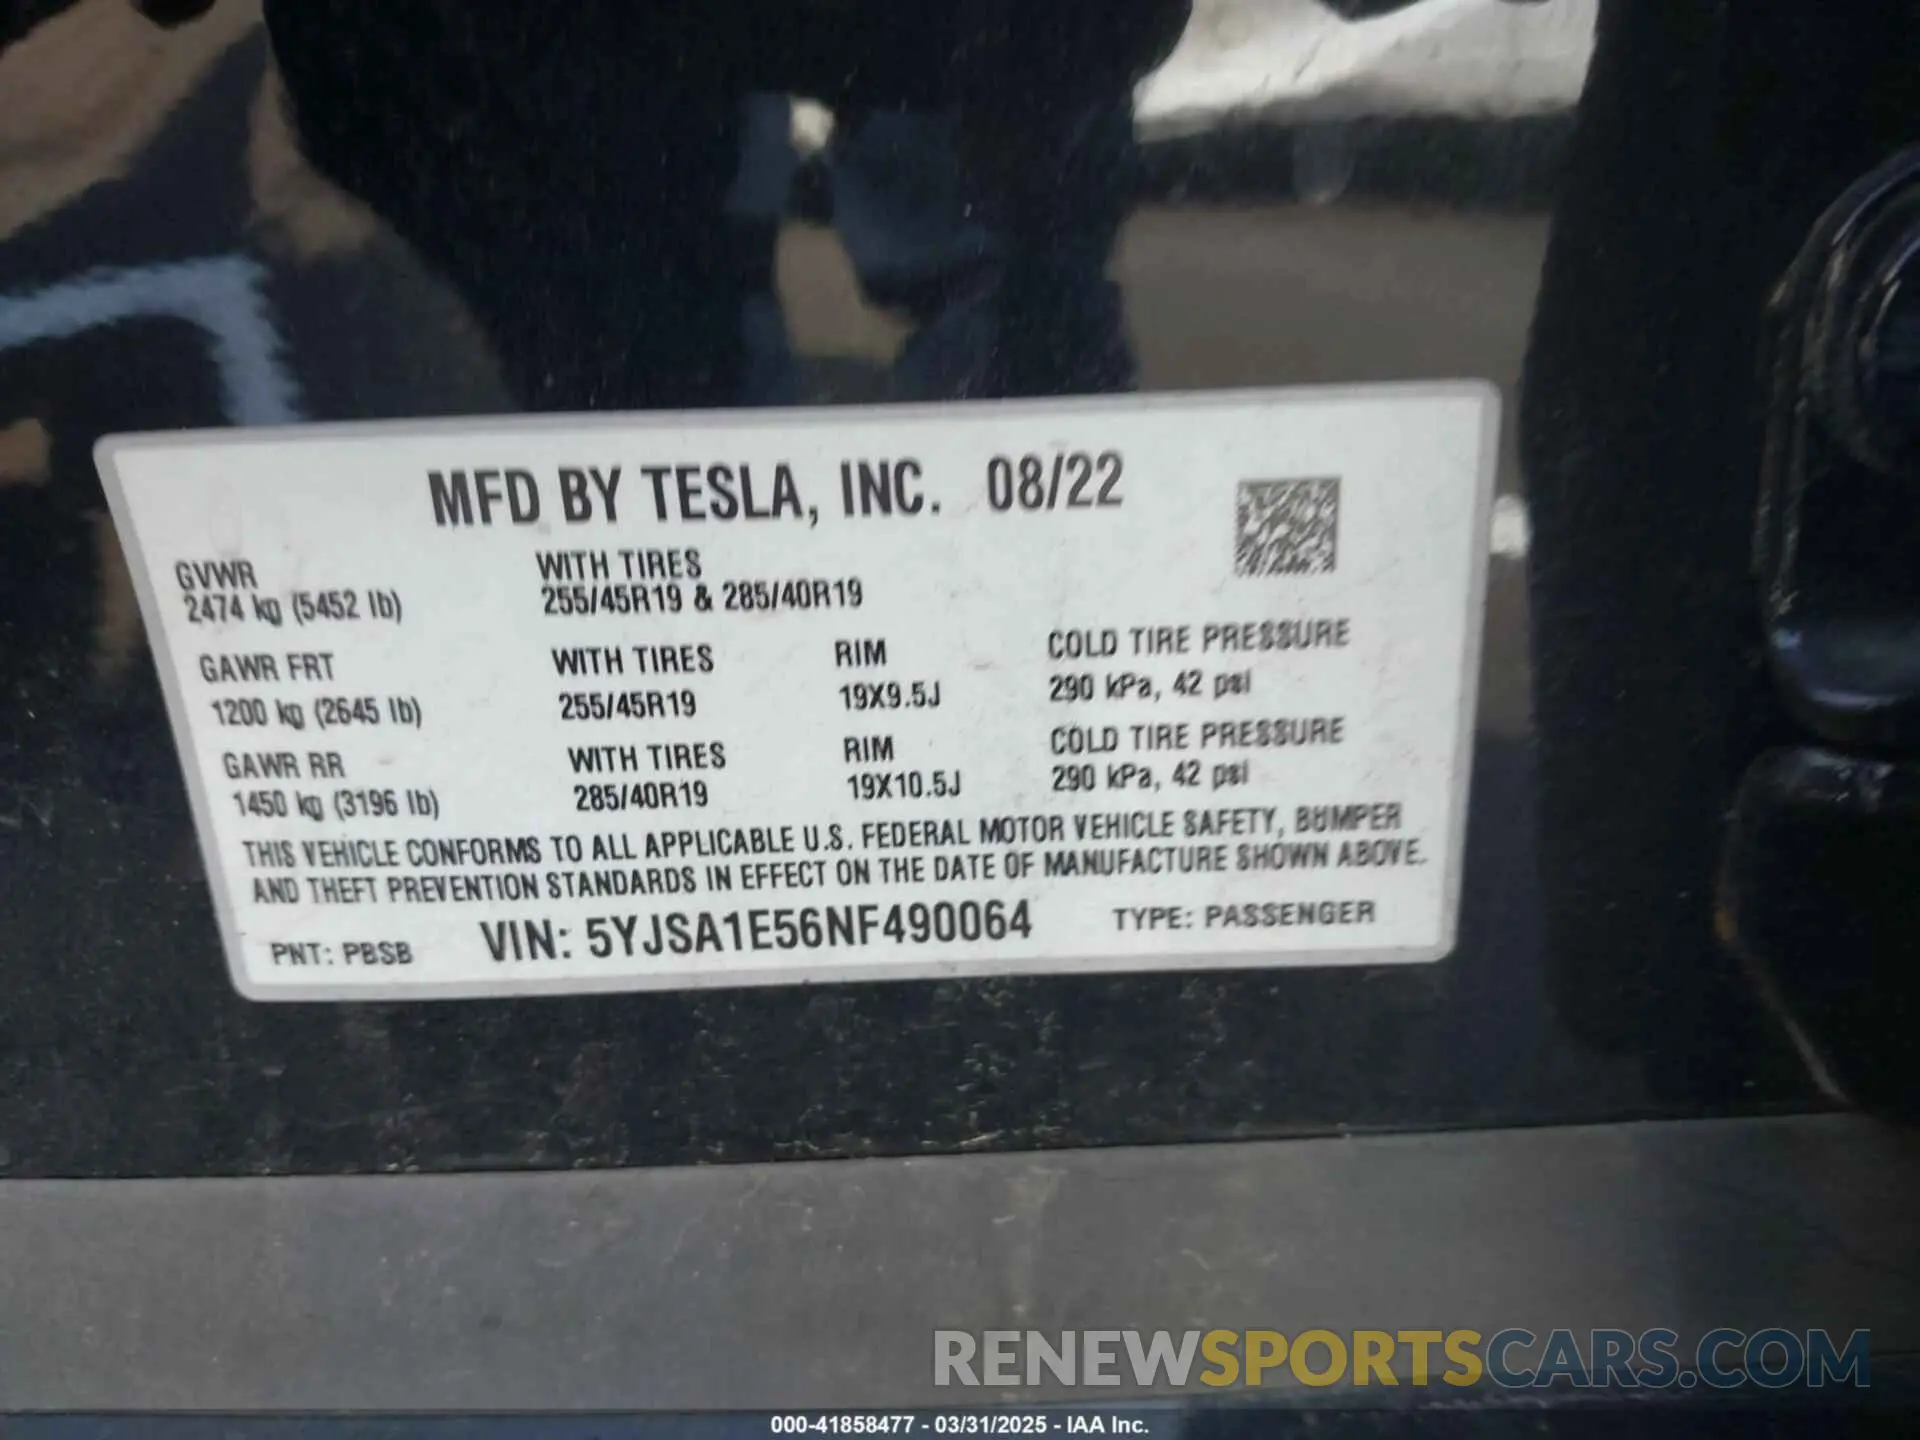 MFD BY TESLA, INC. 08/22
GVWR WITH TIRES
2474 kg (5452 lb) 255/45R19 & 285/40R19
GAWR FRT WITH TIRES RIM COLD TIRE PRESSURE
1200 kg (2645 lb) 255/45R19 19X9.5J 290 kPa, 42 psi
GAWR RR WITH TIRES RIM COLD TIRE PRESSURE
1450 kg (3196 lb) 285/40R19 19X10.5J 290 kPa, 42 psi
THIS VEHICLE CONFORMS TO ALL APPLICABLE U.S. FEDERAL MOTOR VEHICLE SAFETY, BUMPER
AND THEFT PREVENTION STANDARDS IN EFFECT ON THE DATE OF MANUFACTURE SHOWN ABOVE.
PNT: PBSB VIN: 5YJSA1E56NF490064 TYPE: PASSENGER
RENEWSPORTSCARS.COM
000-41858477 - 03/31/2025 - IAA Inc.